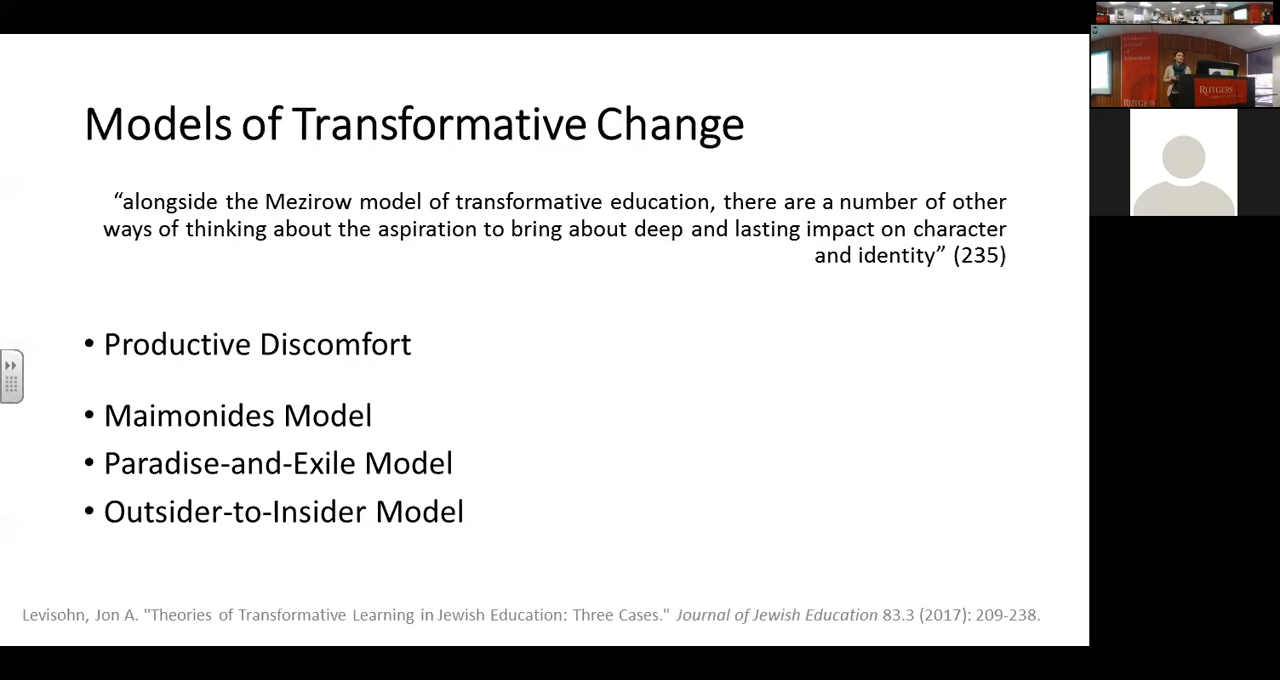 Models of Transformative Change
“alongside the Mezirow model of transformative education, there are a number of other
ways of thinking about the aspiration to bring about deep and lasting impact on character
and identity” (235)
• Productive Discomfort
• Maimonides Model
• Paradise-and-Exile Model
• Outsider-to-Insider Model
Levisohn, Jon A. "Theories of Transformative Learning in Jewish Education: Three Cases." Journal of Jewish Education 83.3 (2017): 209-238.
RUTGERS